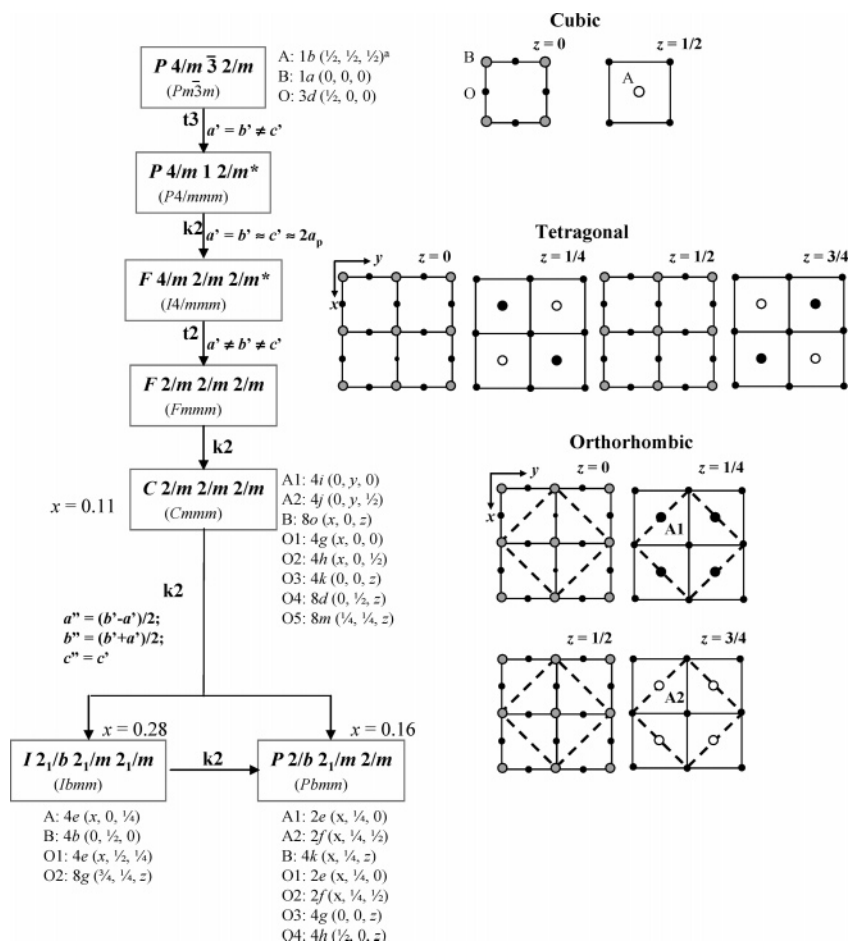 Cubic
P 4/m 3̅ 2/m
(Pm3̅m)
A: 1b (½, ½, ½)ᵃ
B: 1a (0, 0, 0)
O: 3d (½, 0, 0)
z = 0
z = 1/2
B
O
A
t3
a' = b' ≠ c'
P 4/m 1 2/m*
(P4/mmm)
k2
a' = b' ≈ c' ≈ 2aₚ
Tetragonal
F 4/m 2/m 2/m*
(I4/mmm)
y
x
z = 0
z = 1/4
z = 1/2
z = 3/4
t2
a' ≠ b' ≠ c'
F 2/m 2/m 2/m
(Fmmm)
k2
Orthorhombic
x = 0.11
C 2/m 2/m 2/m
(Cmmm)
A1: 4i (0, y, 0)
A2: 4j (0, y, ½)
B: 8o (x, 0, z)
O1: 4g (x, 0, 0)
O2: 4h (x, 0, ½)
O3: 4k (0, 0, z)
O4: 8d (0, ½, z)
O5: 8m (¼, ¼, z)
y
x
z = 0
z = 1/4
A1
z = 1/2
z = 3/4
A2
k2
a" = (b'-a')/2;
b" = (b'+a')/2;
c" = c'
x = 0.28
I 2₁/b 2₁/m 2₁/m
(Ibmm)
k2
x = 0.16
P 2/b 2₁/m 2/m
(Pbmm)
A: 4e (x, 0, ¼)
B: 4b (0, ½, 0)
O1: 4e (x, ½, ¼)
O2: 8g (¾, ¼, z)
A1: 2e (x, ¼, 0)
A2: 2f (x, ¼, ½)
B: 4k (x, ¼, z)
O1: 2e (x, ¼, 0)
O2: 2f (x, ¼, ½)
O3: 4g (0, 0, z)
O4: 4h (½, 0, z)